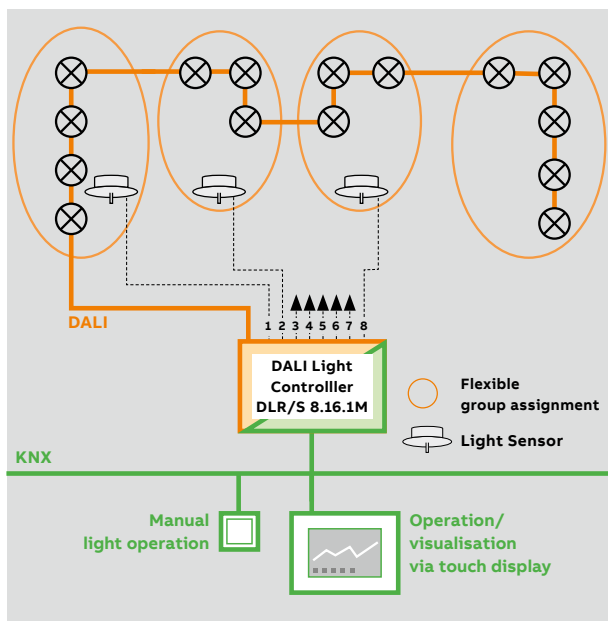 DALI
1 2 3 4 5 6 7 8
DALI Light
Controlller
DLR/S 8.16.1M
Flexible
group assignment
Light Sensor
KNX
Manual
light operation
Operation/
visualisation
via touch display